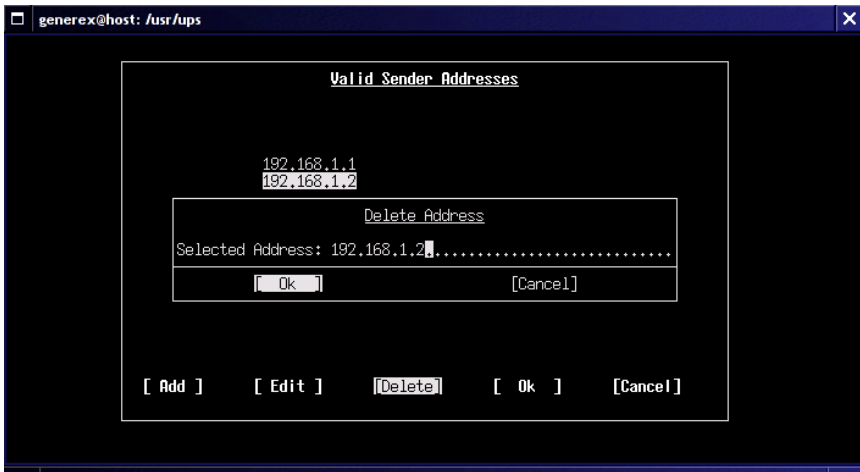 generex@host: /usr/ups
Valid Sender Addresses
192.168.1.1
192.168.1.2
Delete Address
Selected Address: 192.168.1.2.............................
[ Ok ] [Cancel]
[ Add ] [ Edit ] [Delete] [ Ok ] [Cancel]